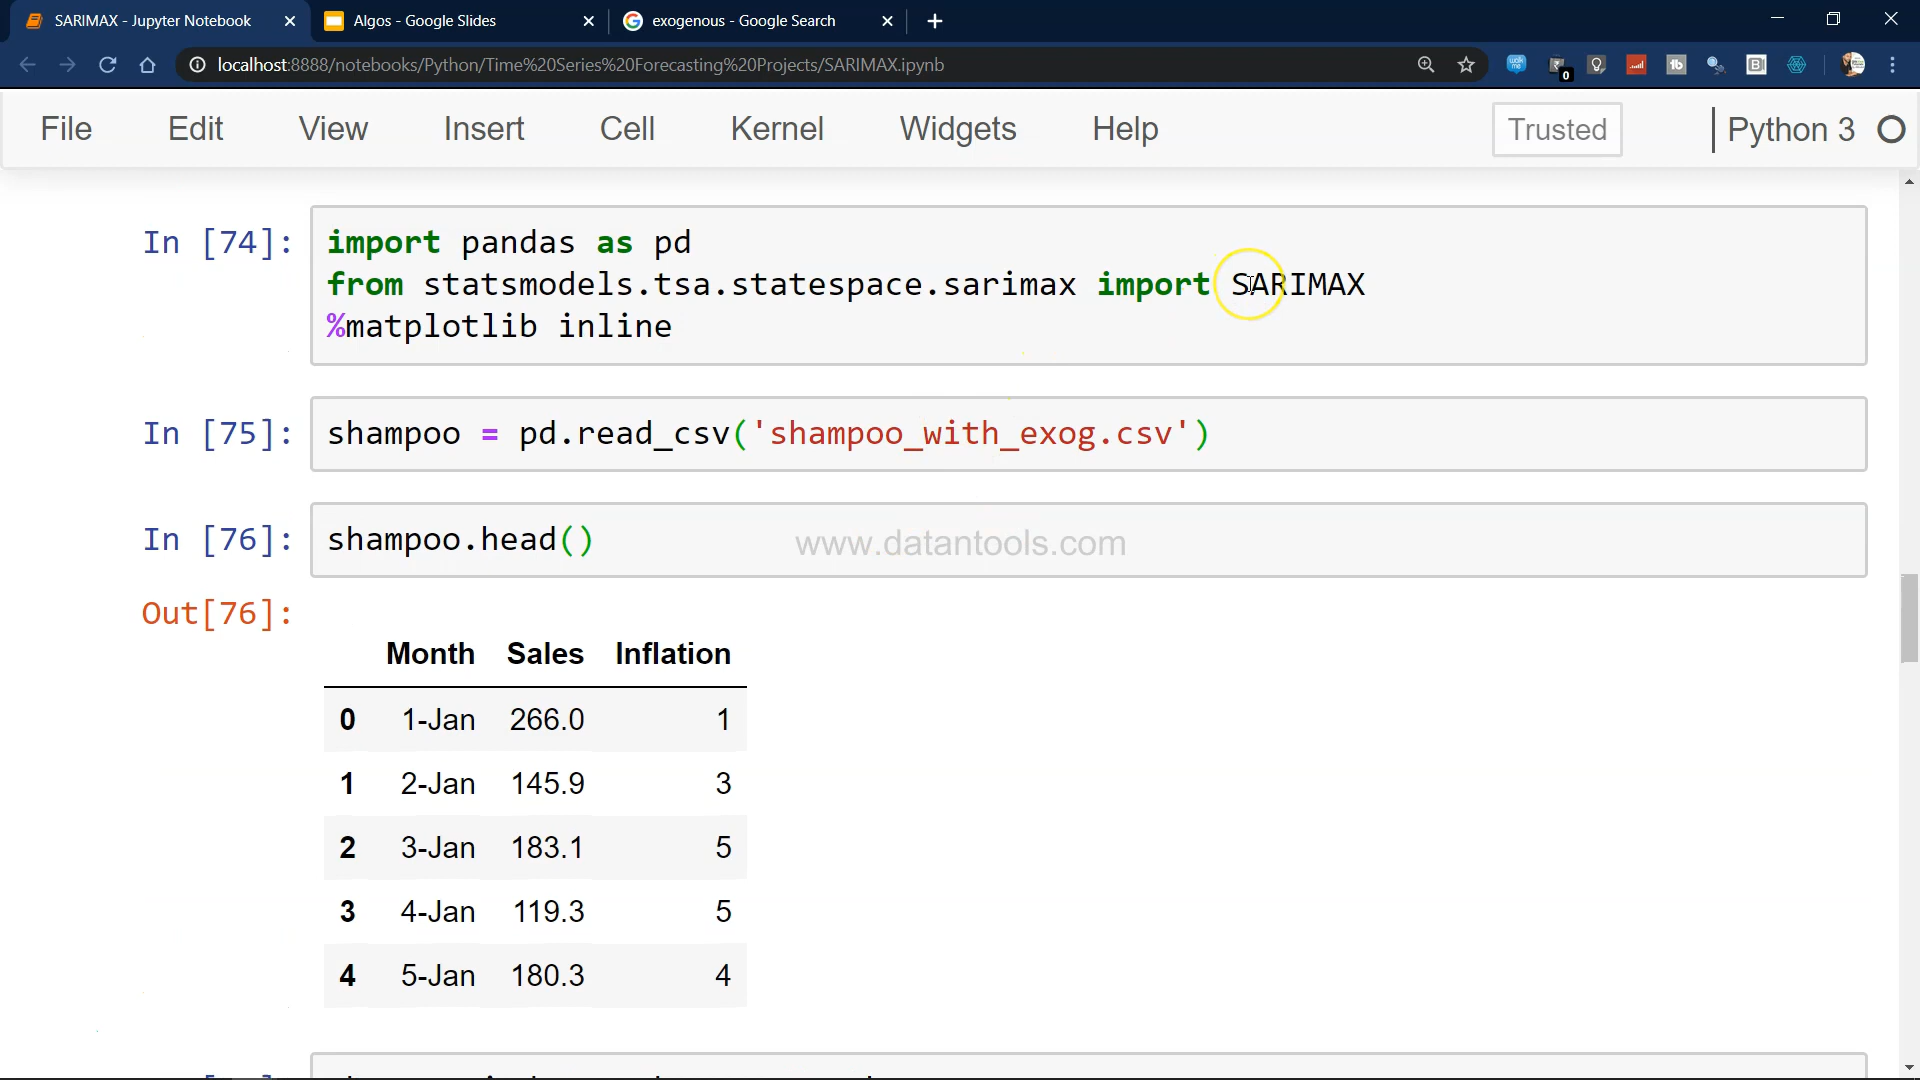 SARIMAX - Jupyter Notebook
Algos - Google Slides
exogenous - Google Search
localhost:8888/notebooks/Python/Time%20Series%20Forecasting%20Projects/SARIMAX.ipynb
0
File Edit View Insert Cell Kernel Widgets Help Trusted Python 3
In [74]: import pandas as pd
from statsmodels.tsa.statespace.sarimax import SARIMAX
%matplotlib inline
In [75]: shampoo = pd.read_csv('shampoo_with_exog.csv')
In [76]: shampoo.head()
www.datantools.com
Out[76]:
Month Sales Inflation
0 1-Jan 266.0 1
1 2-Jan 145.9 3
2 3-Jan 183.1 5
3 4-Jan 119.3 5
4 5-Jan 180.3 4